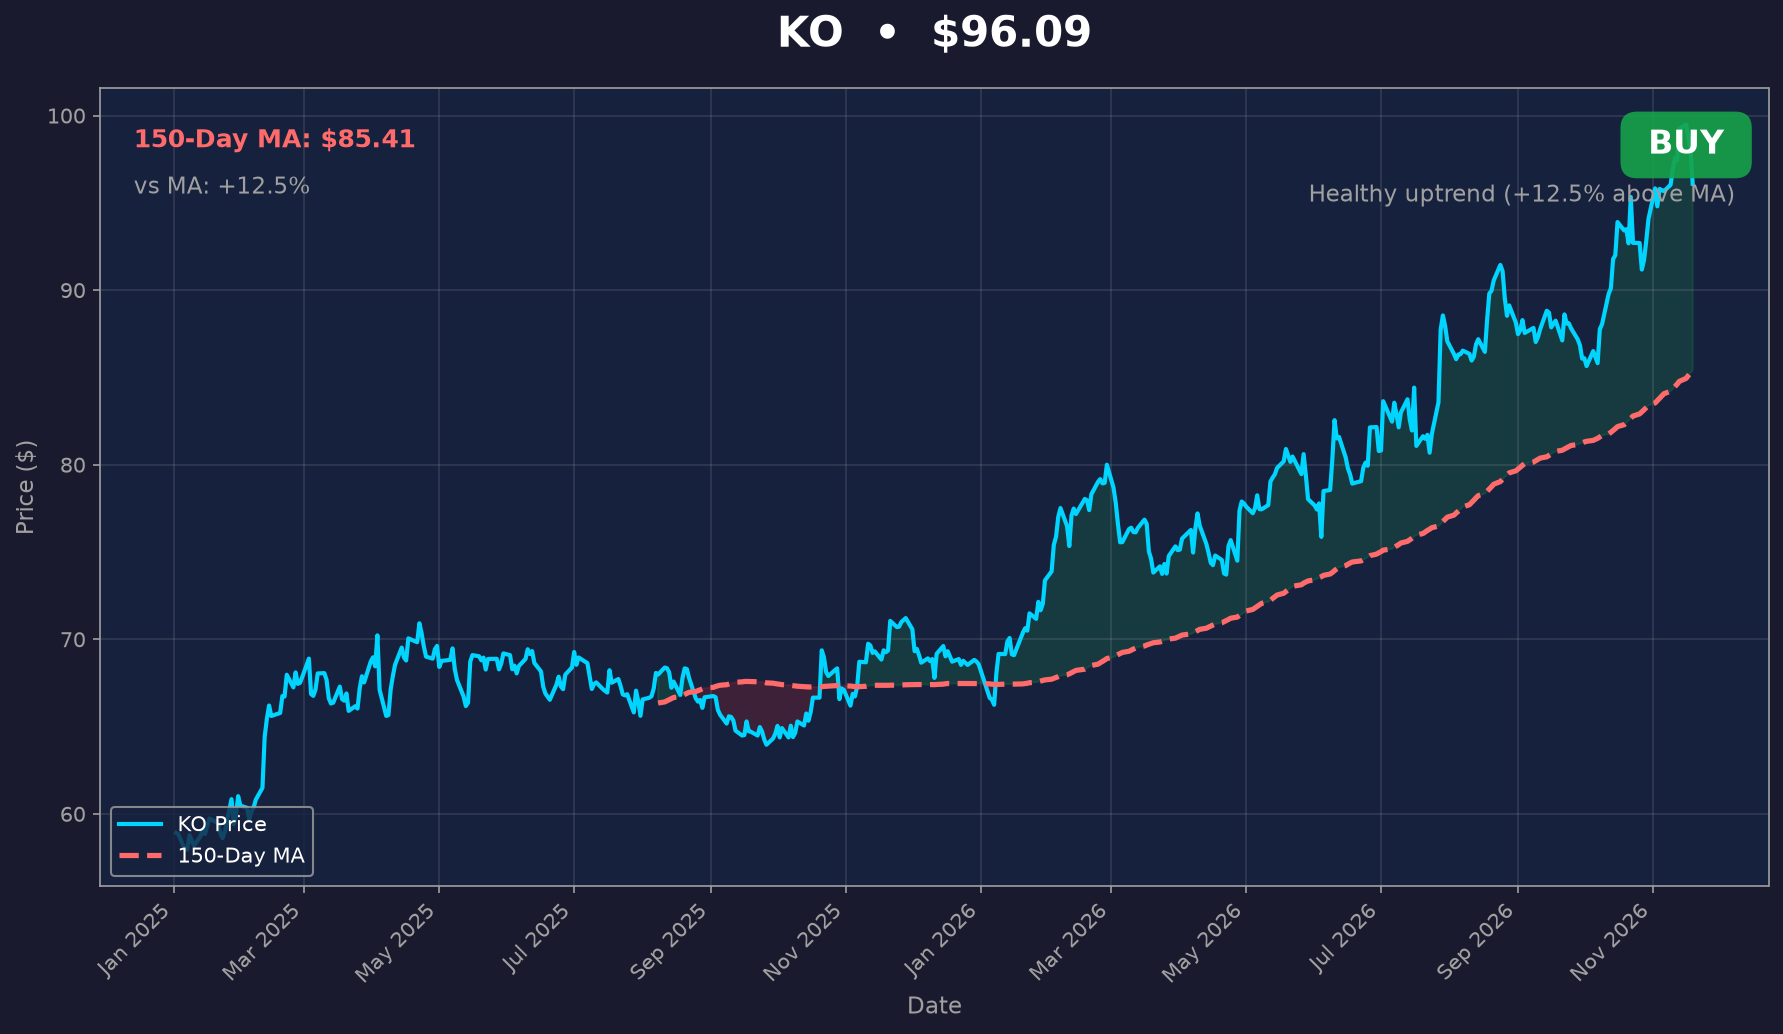 KO • $96.09
150-Day MA: $85.41
vs MA: +12.5%
BUY
Healthy uptrend (+12.5% above MA)
Price ($)
100
90
80
70
60
KO Price
150-Day MA
Jan 2025
Mar 2025
May 2025
Jul 2025
Sep 2025
Nov 2025
Jan 2026
Mar 2026
May 2026
Jul 2026
Sep 2026
Nov 2026
Date